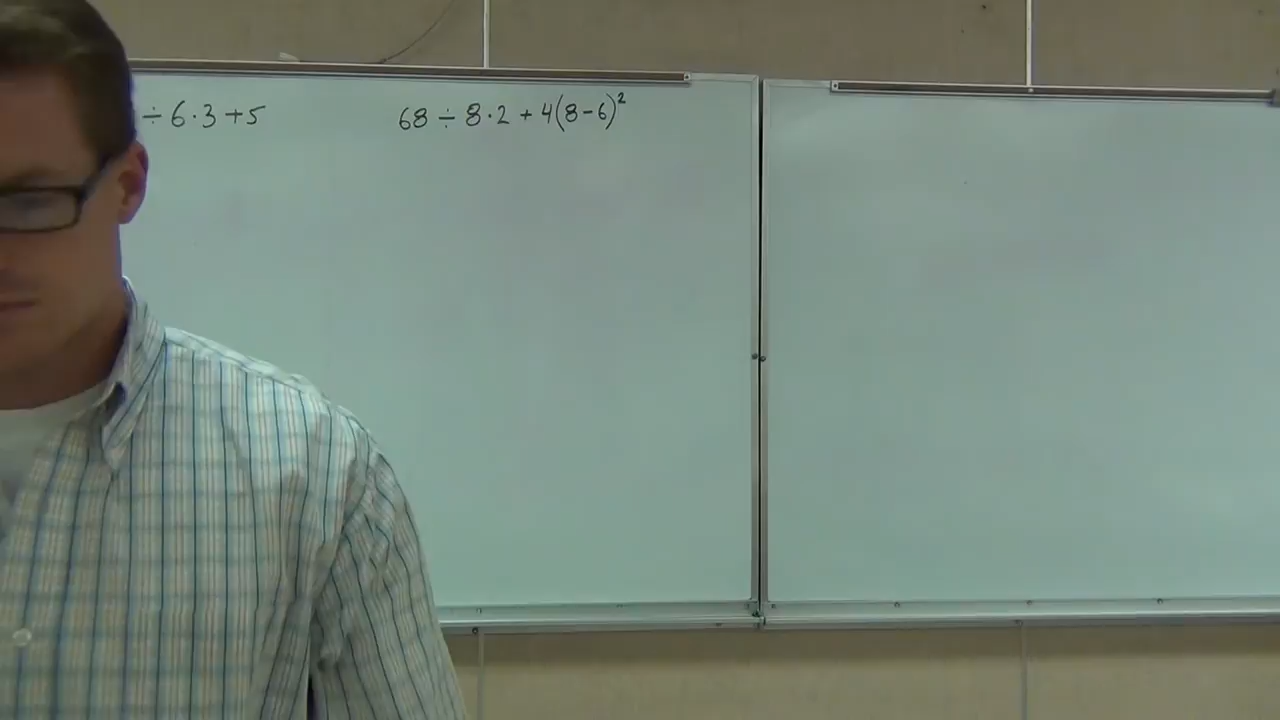 ÷ 6·3 + 5
68 ÷ 8·2 + 4(8-6)²